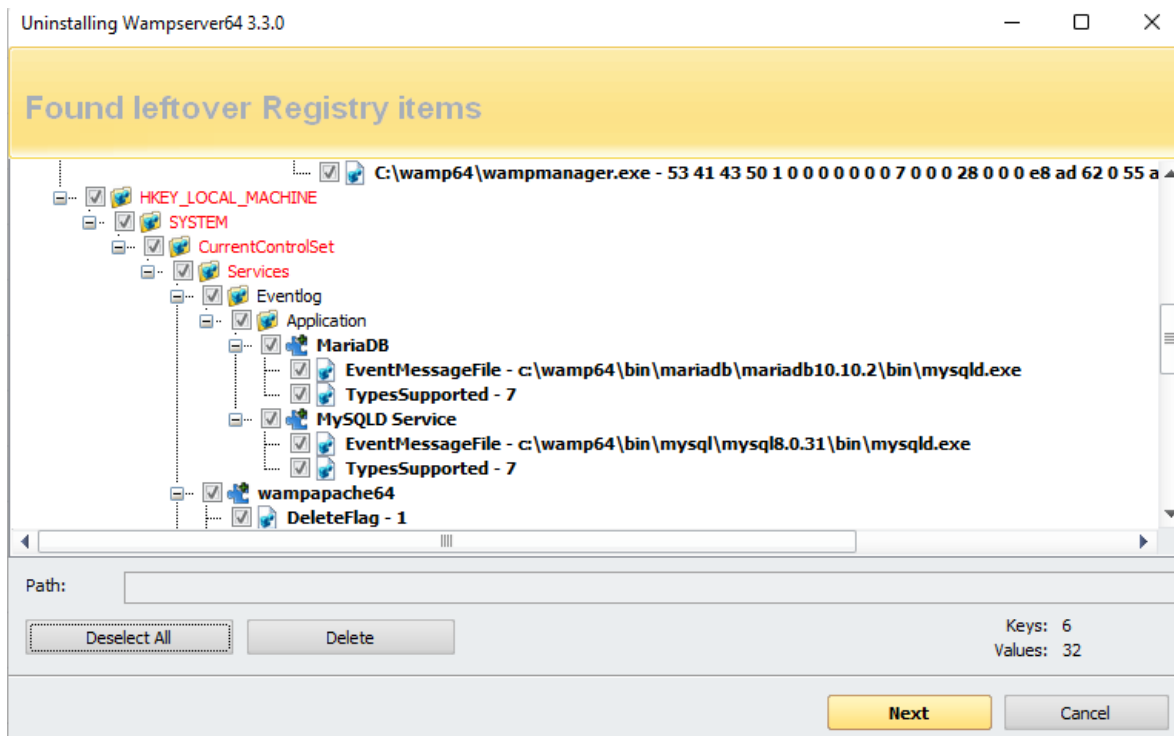 Uninstalling Wampserver64 3.3.0
Found leftover Registry items
C:\wamp64\wampmanager.exe - 53 41 43 50 1 0 0 0 0 0 0 0 7 0 0 0 28 0 0 0 e8 ad 62 0 55 a
HKEY_LOCAL_MACHINE
SYSTEM
CurrentControlSet
Services
Eventlog
Application
MariaDB
EventMessageFile - c:\wamp64\bin\mariadb\mariadb10.10.2\bin\mysqld.exe
TypesSupported - 7
MySQLD Service
EventMessageFile - c:\wamp64\bin\mysql\mysql8.0.31\bin\mysqld.exe
TypesSupported - 7
wampapache64
DeleteFlag - 1
Path:
Deselect All Delete Keys: 6
Values: 32
Next Cancel